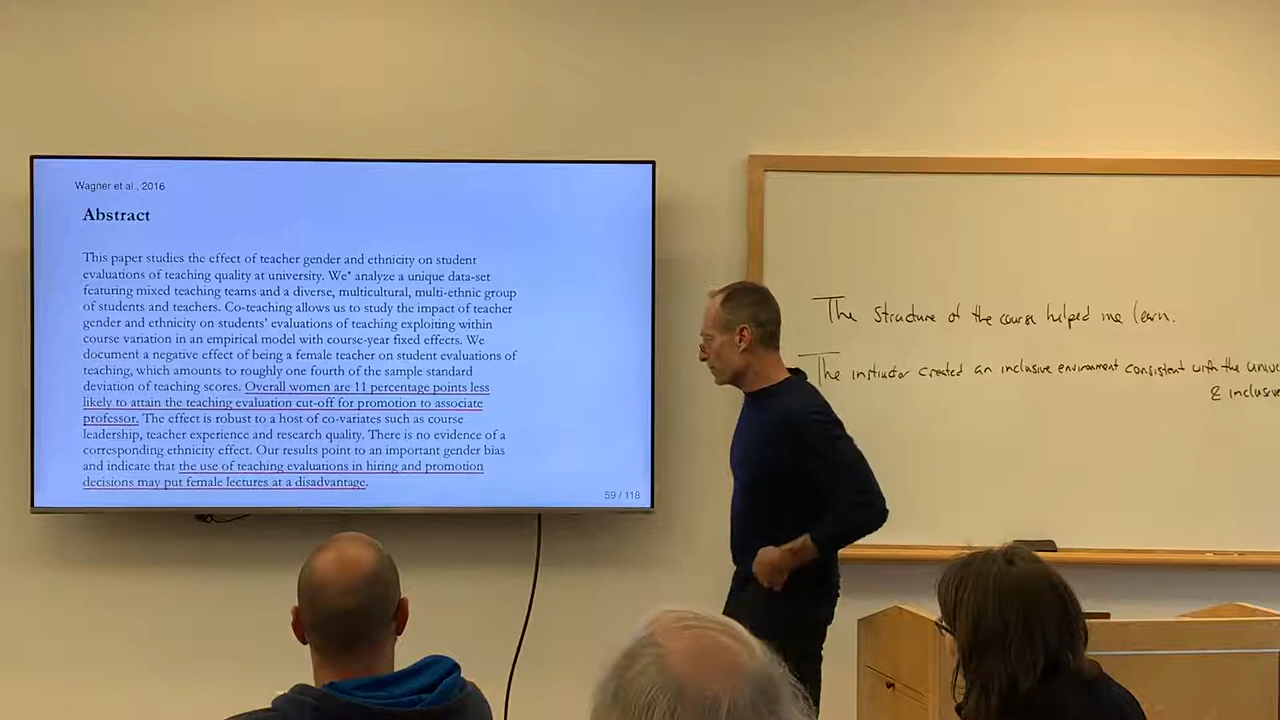 Wagner et al., 2016
Abstract
This paper studies the effect of teacher gender and ethnicity on student
evaluations of teaching quality at university. We* analyze a unique data-set
featuring mixed teaching teams and a diverse, multicultural, multi-ethnic group
of students and teachers. Co-teaching allows us to study the impact of teacher
gender and ethnicity on students' evaluations of teaching exploiting within
course variation in an empirical model with course-year fixed effects. We
document a negative effect of being a female teacher on student evaluations of
teaching, which amounts to roughly one fourth of the sample standard
deviation of teaching scores. Overall women are 11 percentage points less
likely to attain the teaching evaluation cut-off for promotion to associate
professor. The effect is robust to a host of co-variates such as course
leadership, teacher experience and research quality. There is no evidence of a
corresponding ethnicity effect. Our results point to an important gender bias
and indicate that the use of teaching evaluations in hiring and promotion
decisions may put female lectures at a disadvantage.
59 / 118
The structure of the course helped me learn.
The instructor created an inclusive environment consistent with the
& inclusive